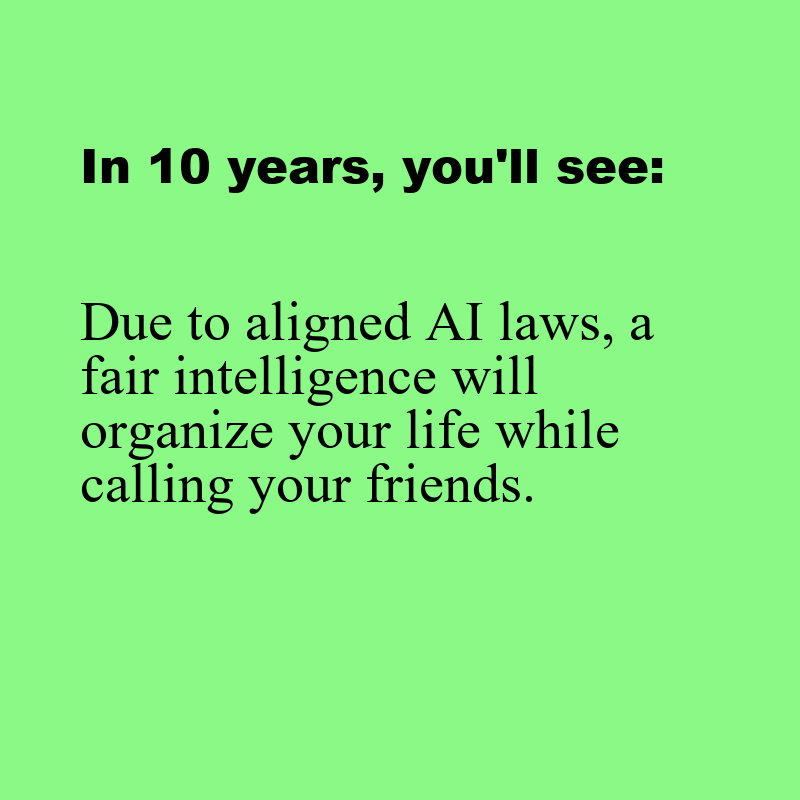 In 10 years, you'll see:
Due to aligned AI laws, a
fair intelligence will
organize your life while
calling your friends.